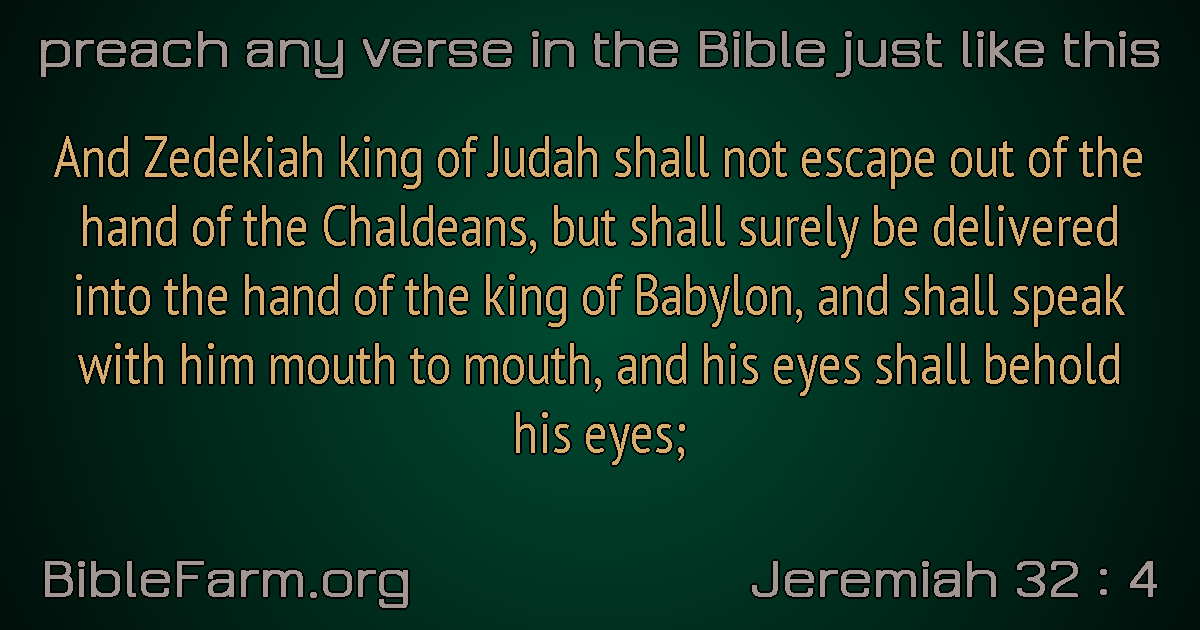 preach any verse in the Bible just like this
And Zedekiah king of Judah shall not escape out of the
hand of the Chaldeans, but shall surely be delivered
into the hand of the king of Babylon, and shall speak
with him mouth to mouth, and his eyes shall behold
his eyes;
BibleFarm.org
Jeremiah 32 : 4